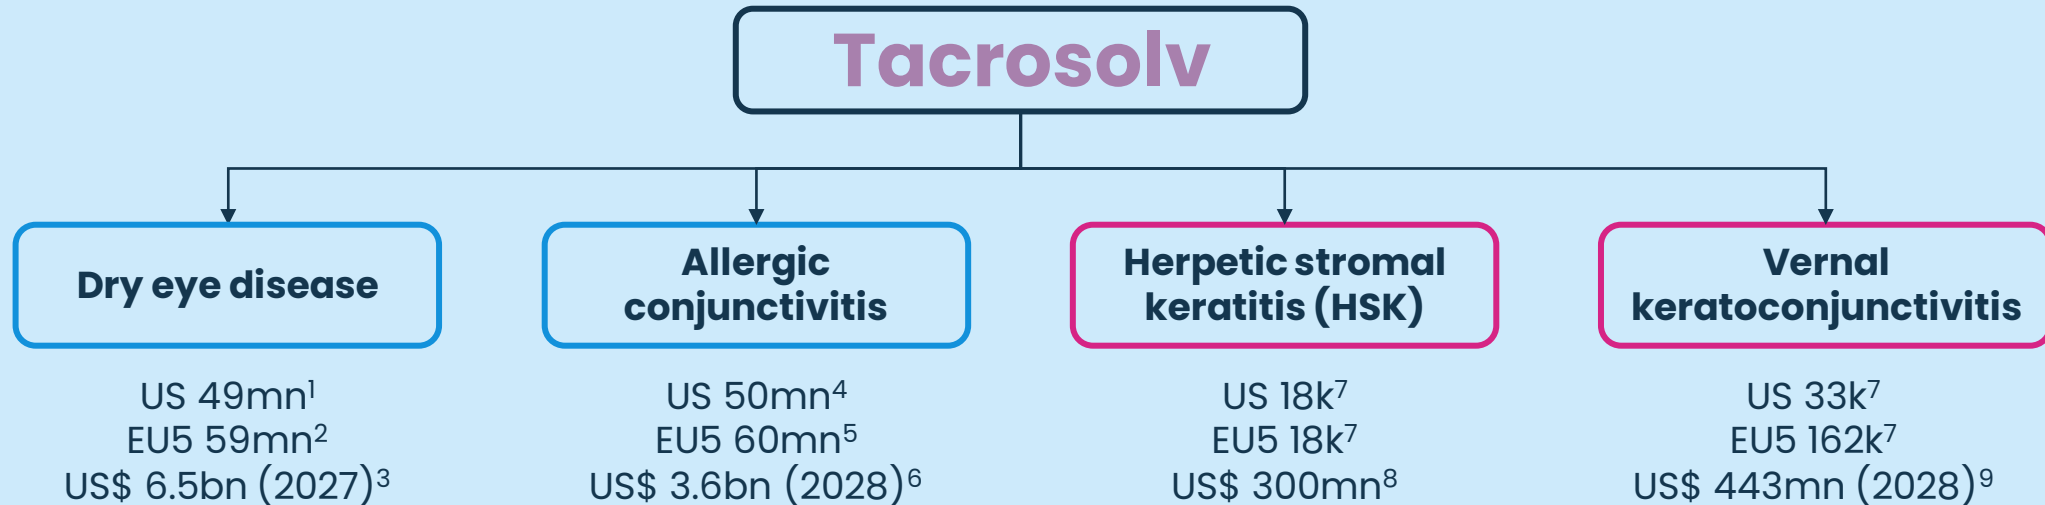 Tacrosolv
Dry eye disease
US 49mn¹
EU5 59mn²
US$ 6.5bn (2027)³
Allergic
conjunctivitis
US 50mn⁴
EU5 60mn⁵
US$ 3.6bn (2028)⁶
Herpetic stromal
keratitis (HSK)
US 18k⁷
EU5 18k⁷
US$ 300mn⁸
Vernal
keratoconjunctivitis
US 33k⁷
EU5 162k⁷
US$ 443mn (2028)⁹